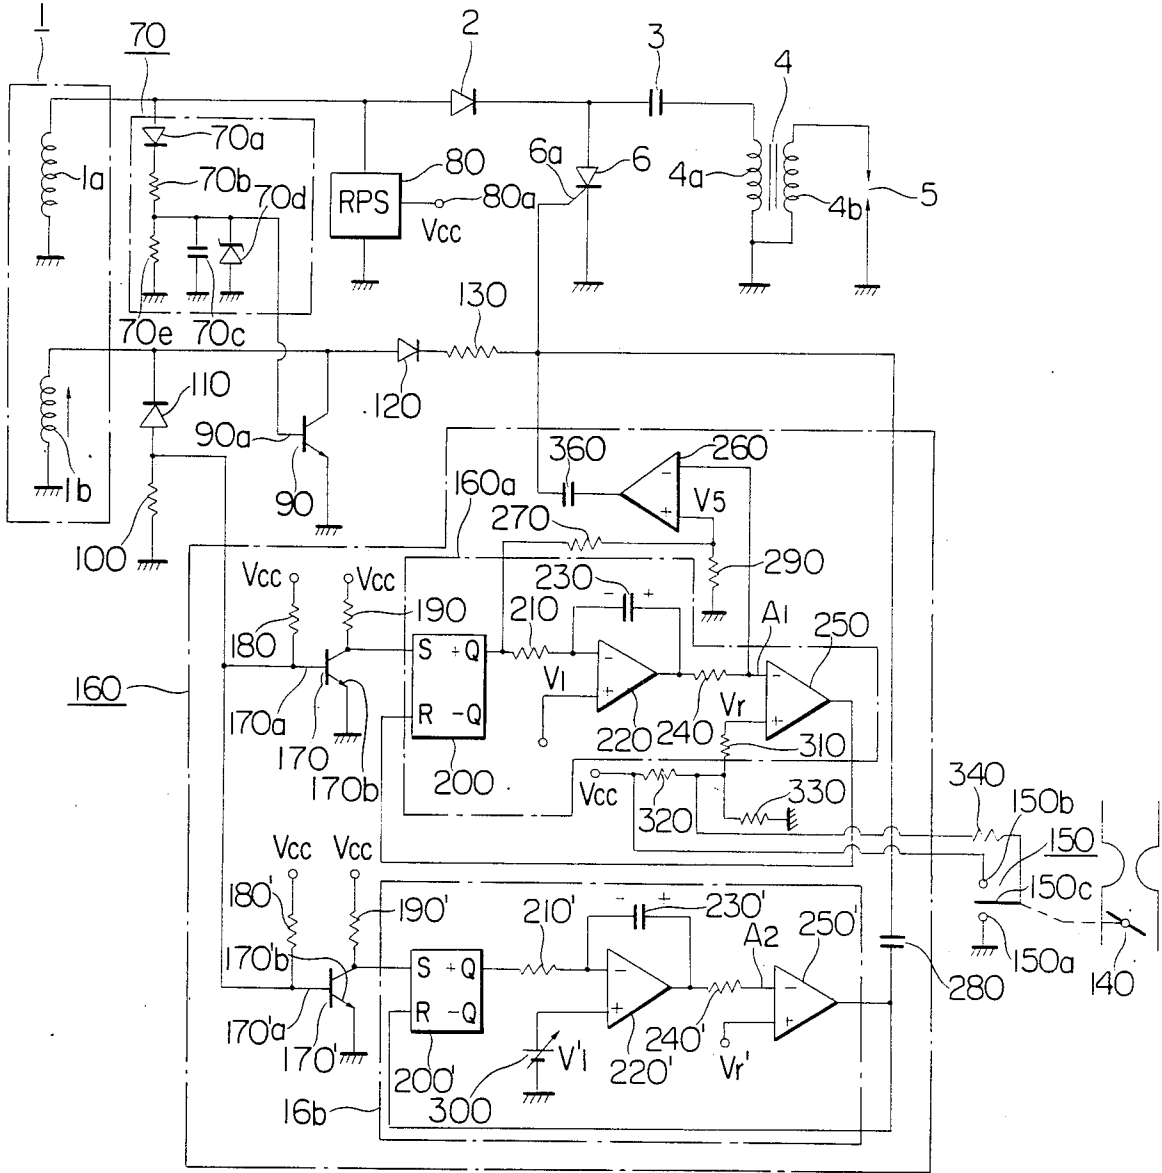 1
70
2
3
4
70a
1a
70b
70d
80
RPS
80a
Vcc
6a
6
4a
4b
5
70e
70c
130
110
120
90a
90
1b
100
360
260
160a
V5
270
290
Vcc
Vcc
230
- +
180
190
210
A1
250
S +Q
R -Q
V1
Vr
160
170a
170
170b
200
220
240
310
Vcc
320
330
340
150b
150
150c
150a
140
Vcc
Vcc
180'
190'
210'
- +
230'
A2
250'
170'b
S +Q
R -Q
280
170'a
170'
200'
V'1
220'
240'
Vr'
16b
300